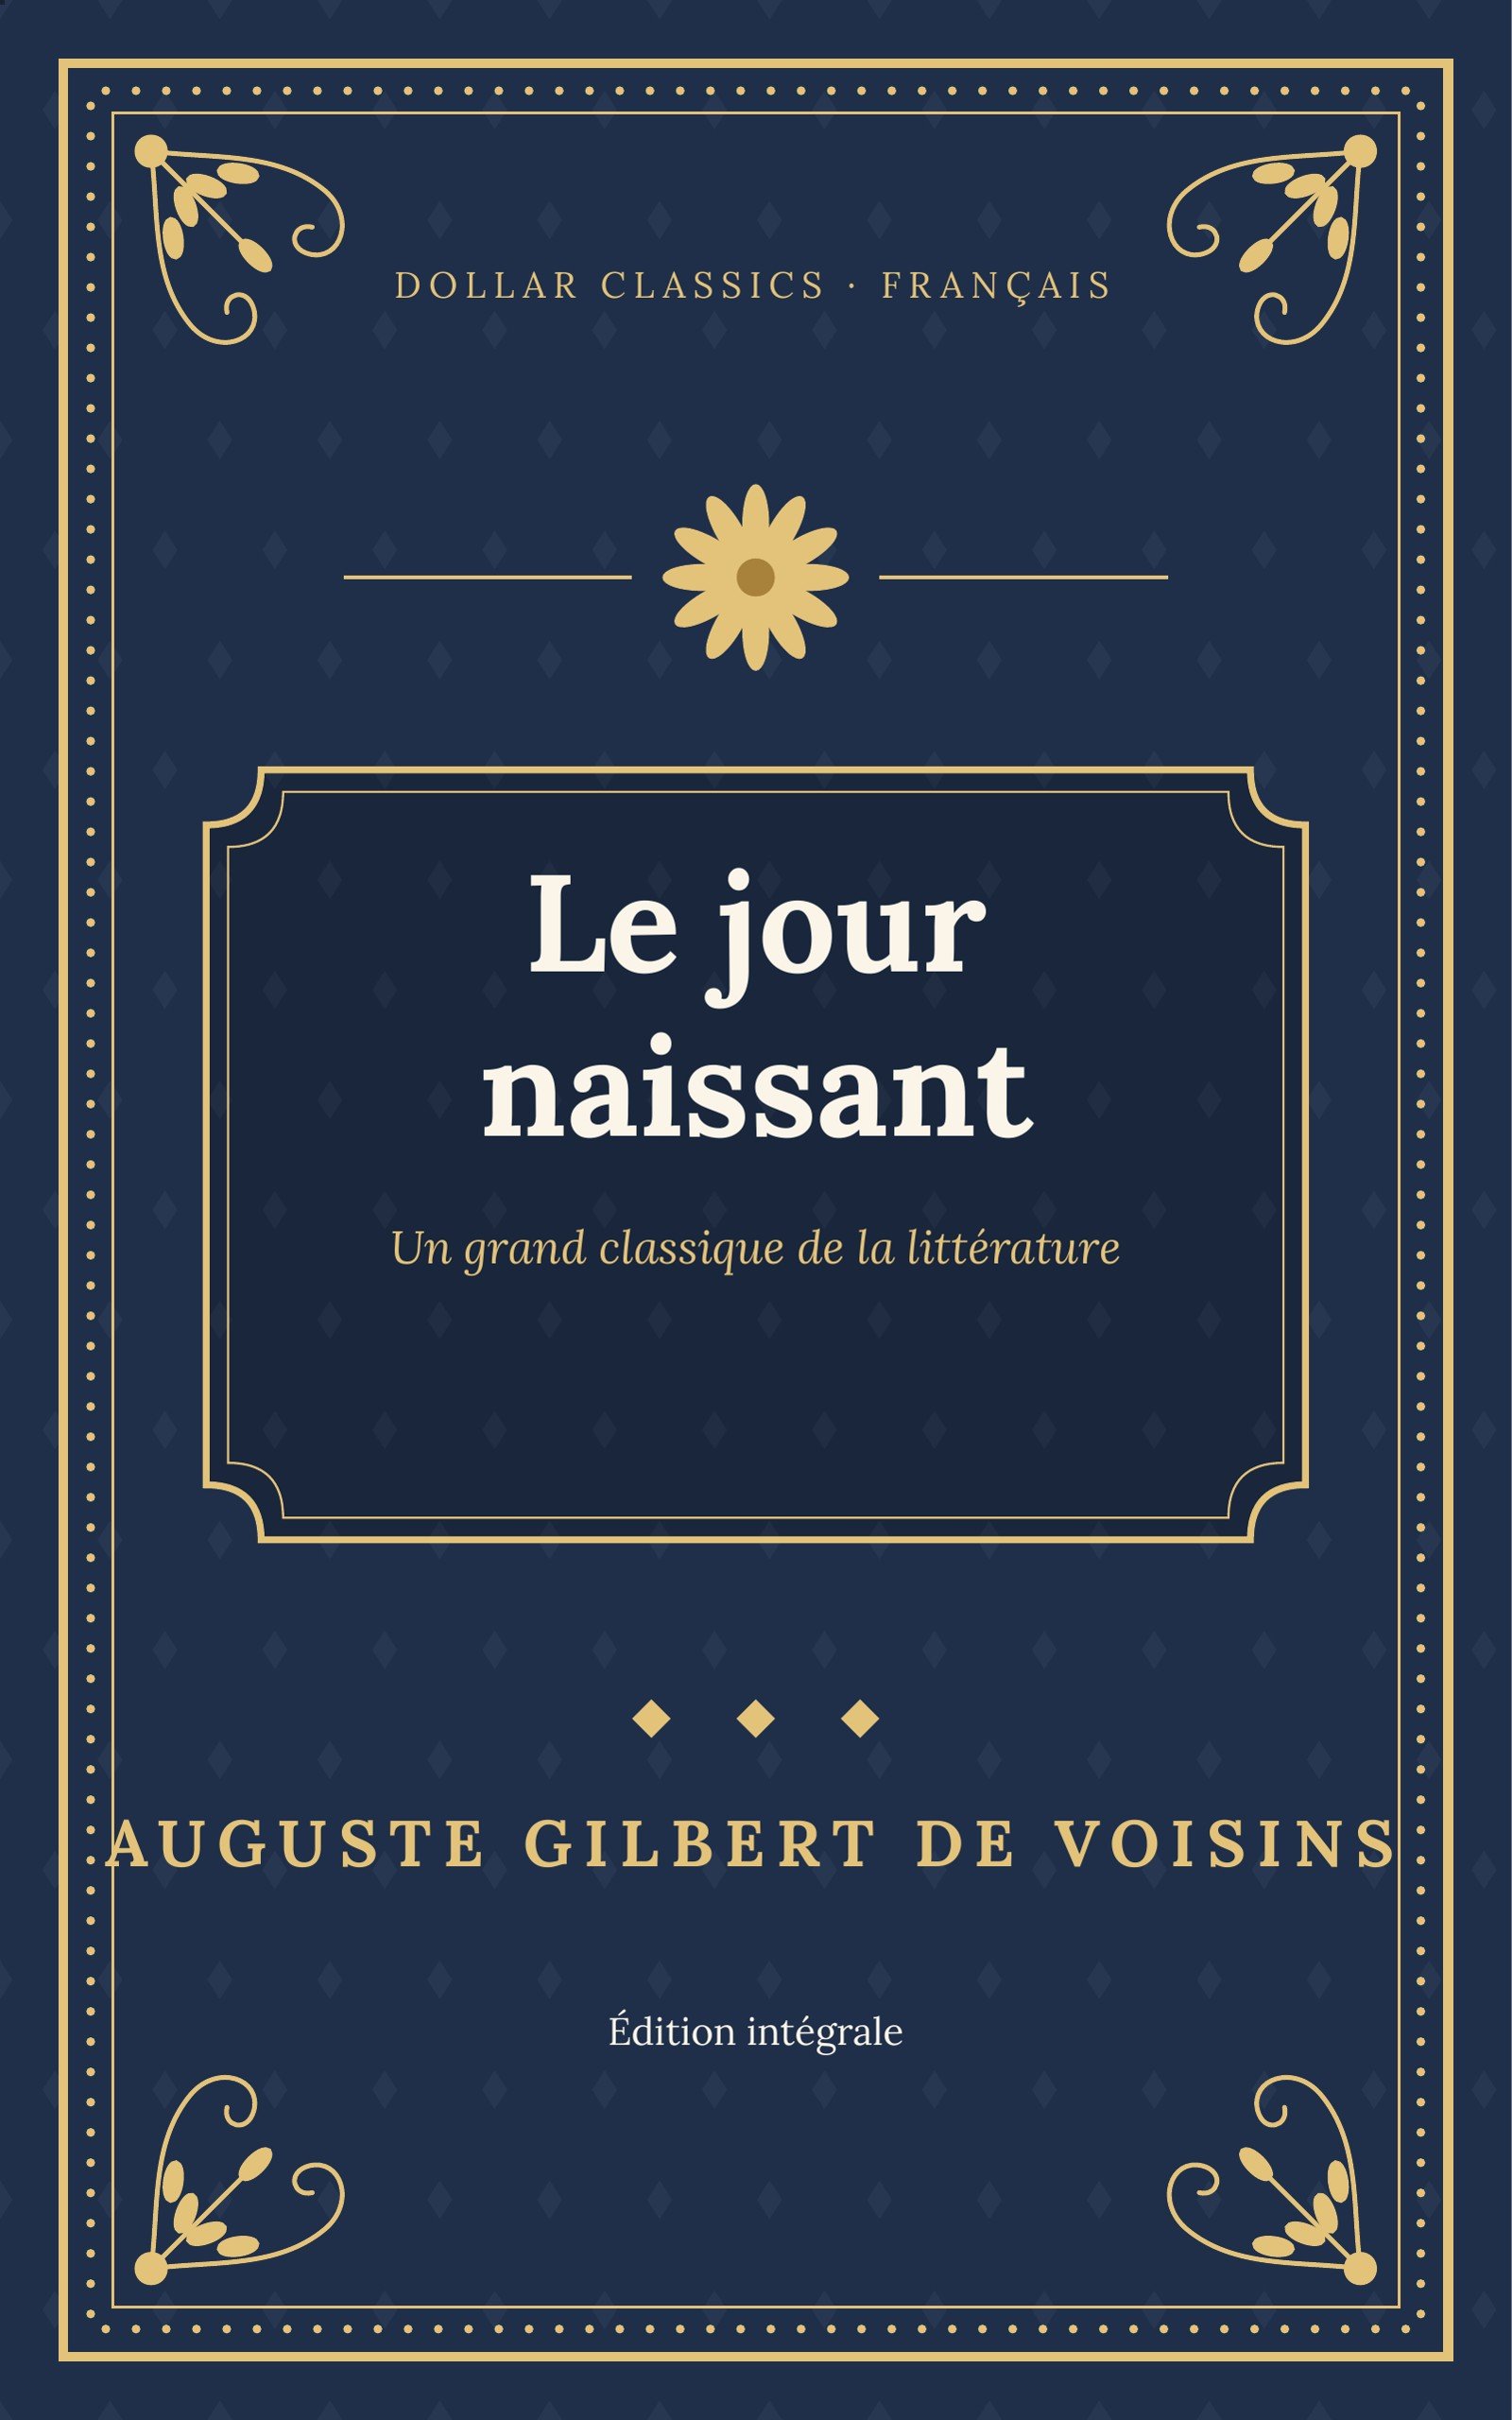 DOLLAR CLASSICS · FRANÇAIS
Le jour
naissant
Un grand classique de la littérature
AUGUSTE GILBERT DE VOISINS
Édition intégrale